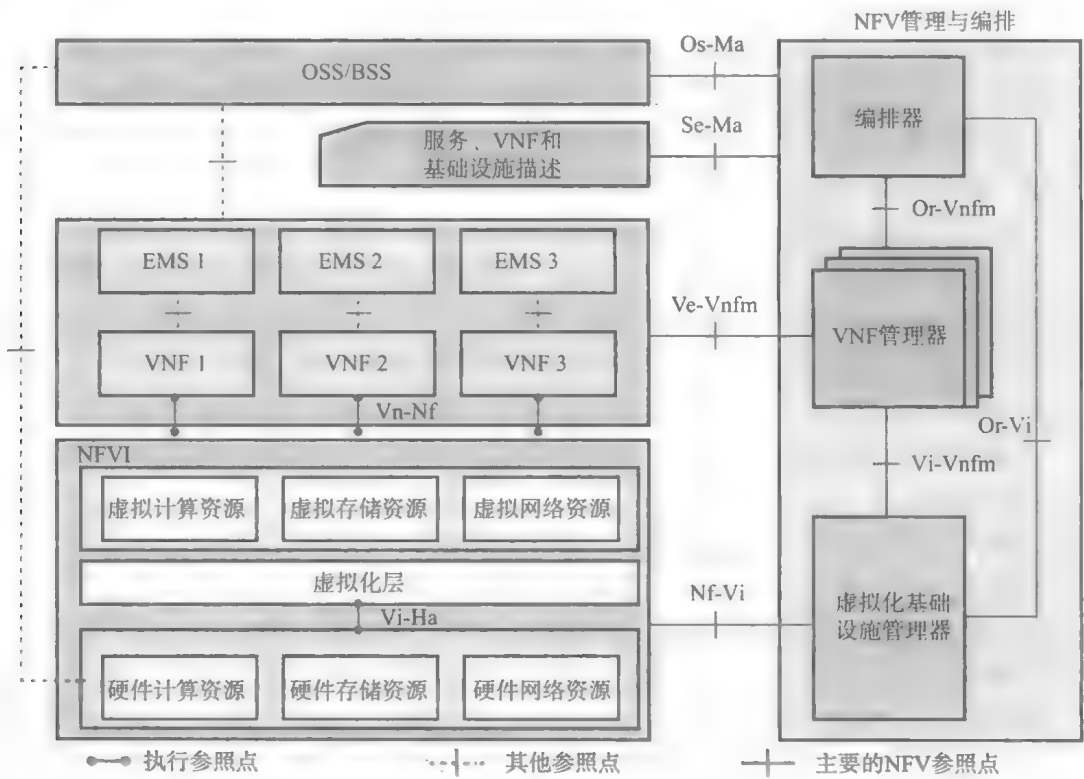 NFV管理与编排
OSS/BSS
Os-Ma
编排器
服务、VNF和
基础设施描述
Se-Ma
Or-Vnfm
EMS 1
EMS 2
EMS 3
Ve-Vnfm
VNF管理器
VNF 1
VNF 2
VNF 3
Vn-Nf
Or-Vi
NFVI
Vi-Vnfm
虚拟计算资源
虚拟存储资源
虚拟网络资源
虚拟化层
Nf-Vi
虚拟化基础
设施管理器
Vi-Ha
硬件计算资源
硬件存储资源
硬件网络资源
执行参照点
其他参照点
主要的NFV参照点